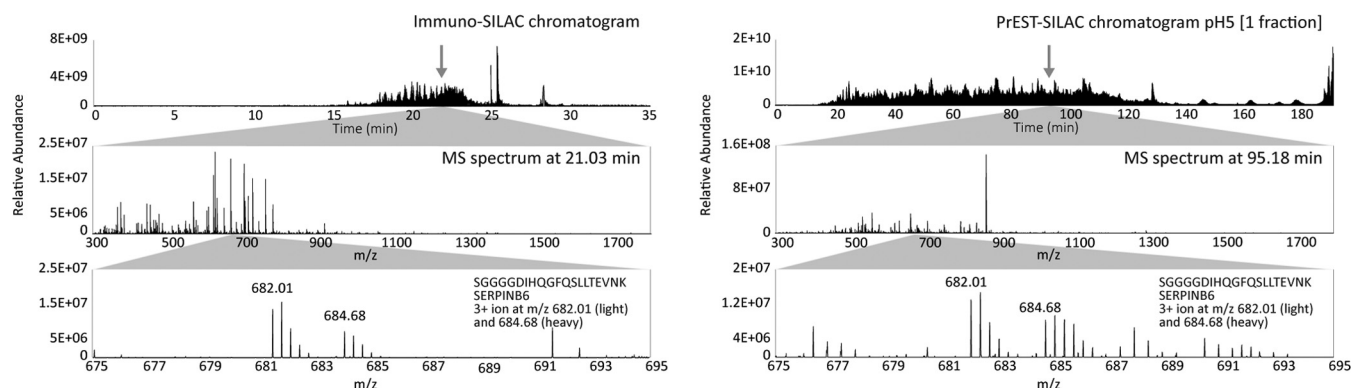 Immuno-SILAC chromatogram
8E+09
4E+09
0
0 5 10 15 20 25 30 35
Time (min)
Relative Abundance
2.5E+07
1.5E+07
5E+06
0
MS spectrum at 21.03 min
300 500 700 900 1100 1300 1500 1700
m/z
2.5E+07
1.5E+07
5E+06
0
682.01
684.68
SGGGGDIHQGFQSLLTEVNK
SERPINB6
3+ ion at m/z 682.01 (light)
and 684.68 (heavy)
675 677 679 681 683 685 687 689 691 693 695
m/z
PrEST-SILAC chromatogram pH5 [1 fraction]
2E+10
1E+10
0
0 20 40 60 80 100 120 140 160 180
Time (min)
Relative Abundance
1.6E+08
8E+07
0
MS spectrum at 95.18 min
300 500 700 900 1100 1300 1500 1700
m/z
2E+07
1.2E+07
4E+06
0
682.01
684.68
SGGGGDIHQGFQSLLTEVNK
SERPINB6
3+ ion at m/z 682.01 (light)
and 684.68 (heavy)
675 677 679 681 683 685 687 689 691 693 695
m/z